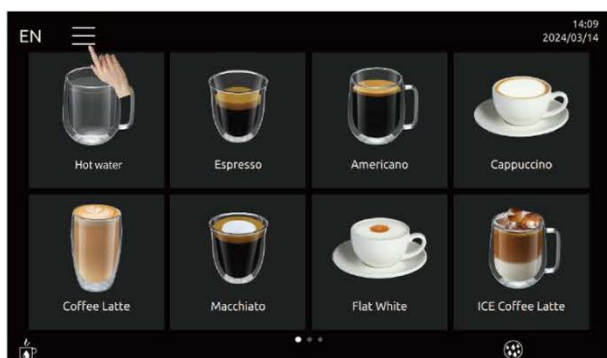 14:09
EN
2024/03/14
Hot water
Espresso
Americano
Cappuccino
Coffee Latte
Macchiato
Flat White
ICE Coffee Latte